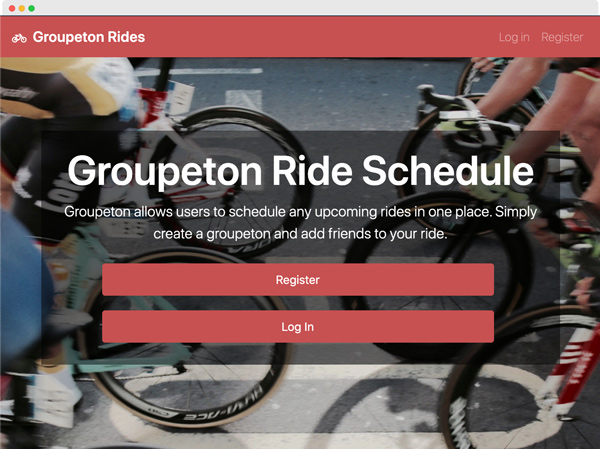 Groupeton Rides
Log in
Register
Groupeton Ride Schedule
Groupeton allows users to schedule any upcoming rides in one place. Simply
create a groupeton and add friends to your ride.
Register
Log In